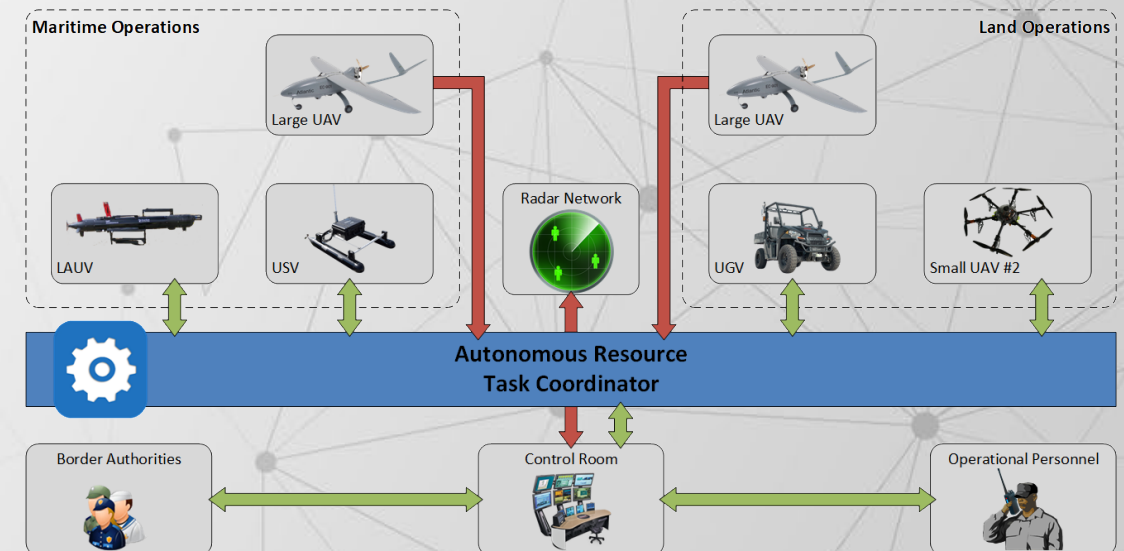 Maritime Operations
Land Operations
Large UAV
Large UAV
LAUV
USV
Radar Network
UGV
Small UAV #2
Autonomous Resource
Task Coordinator
Border Authorities
Control Room
Operational Personnel